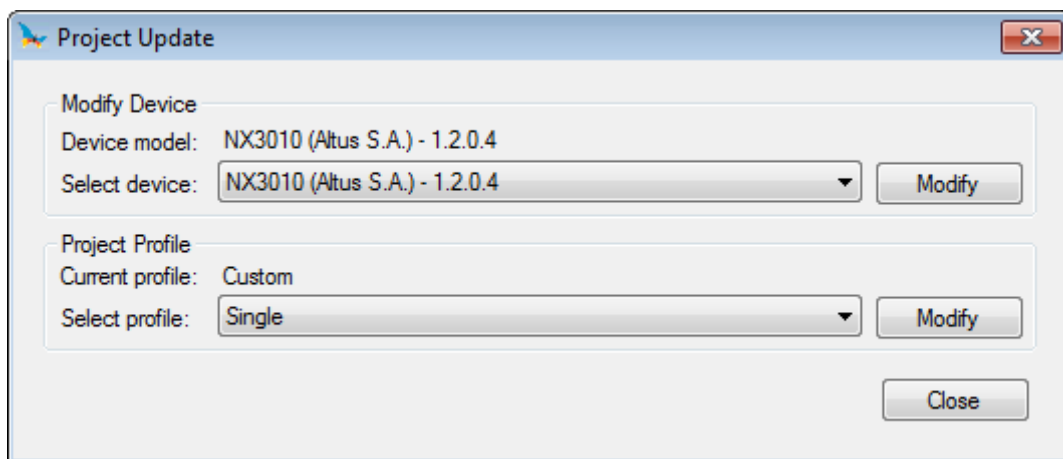 Project Update
Modify Device
Device model: NX3010 (Altus S.A.) - 1.2.0.4
Select device: NX3010 (Altus S.A.) - 1.2.0.4 Modify
Project Profile
Current profile: Custom
Select profile: Single Modify
Close